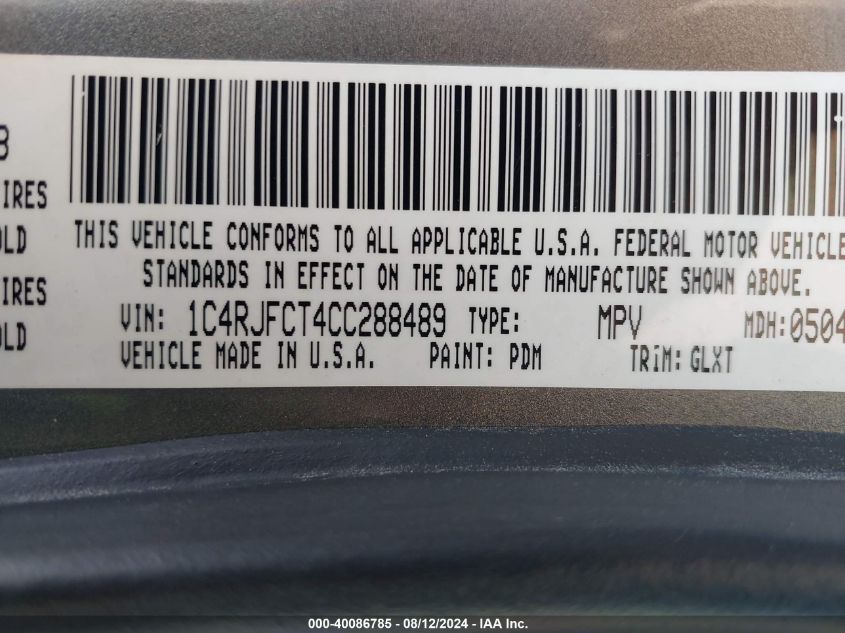 IRES
OLD
THIS VEHICLE CONFORMS TO ALL APPLICABLE U.S.A. FEDERAL MOTOR VEHICLE
STANDARDS IN EFFECT ON THE DATE OF MANUFACTURE SHOWN ABOVE.
IRES
OLD
VIN: 1C4RJFCT4CC288489 TYPE: MPV MDH:0504
VEHICLE MADE IN U.S.A. PAINT: PDM TRIM: GLXT
000-40086785 - 08/12/2024 - IAA Inc.